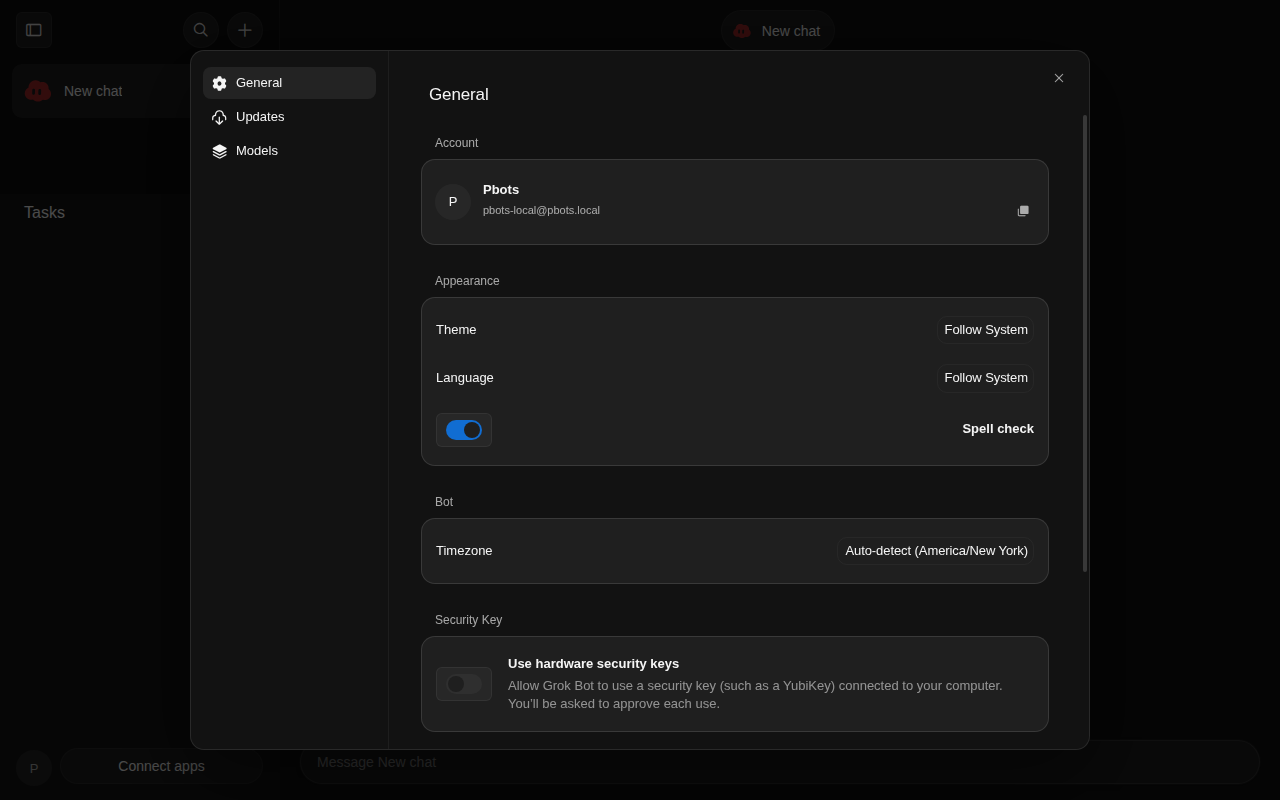 New chat
New chat
Tasks
General
Updates
Models
General
Account
P
Pbots
pbots-local@pbots.local
Appearance
Theme
Follow System
Language
Follow System
Spell check
Bot
Timezone
Auto-detect (America/New York)
Security Key
Use hardware security keys
Allow Grok Bot to use a security key (such as a YubiKey) connected to your computer.
You'll be asked to approve each use.
P
Connect apps
Message New chat